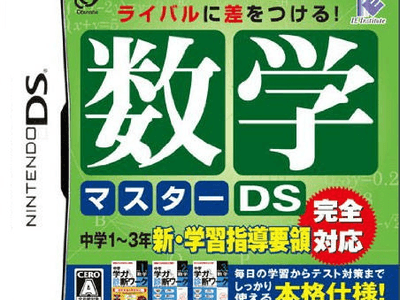 ライバルに差をつける!
IE Institute
NINTENDO DS
数学
マスターDS
中学1~3年 新・学習指導要領 完全対応
毎日の学習からテスト対策まで
しっかり使える本格仕様!
CERO A